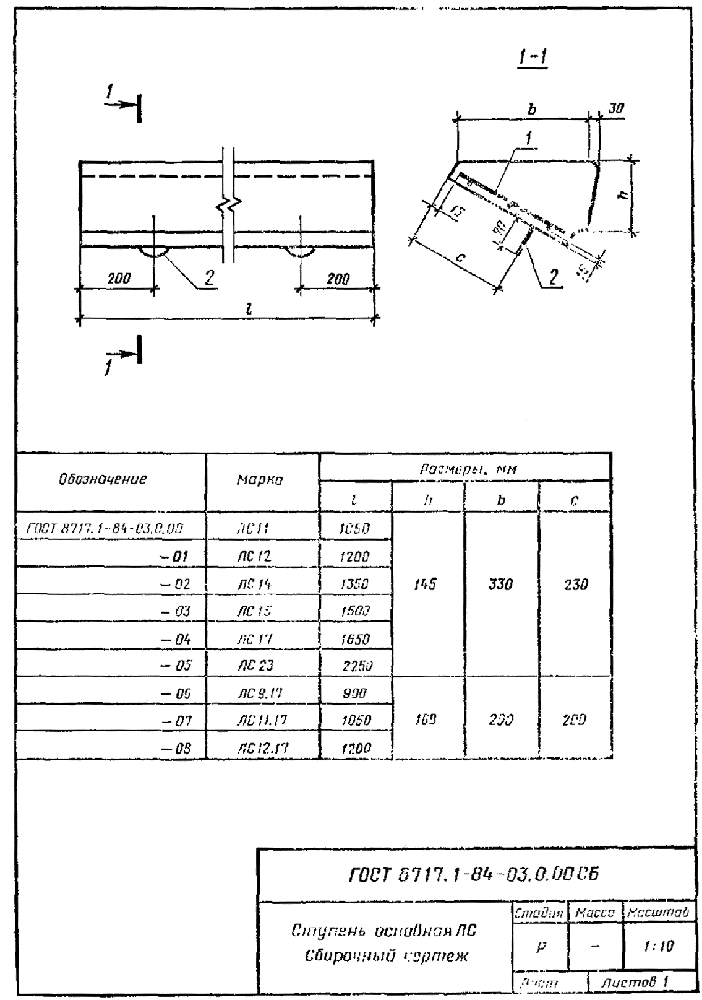 1-1
1
b
30
1
h
15
c
2
200
2
200
l
1
Обозначение
Марка
Размеры, мм
l
h
b
c
ГОСТ 8717.1-84-03.0.00
ЛС 11
1050
-01
ЛС 12
1200
-02
ЛС 14
1350
145
330
230
-03
ЛС 15
1500
-04
ЛС 17
1650
-05
ЛС 23
2250
-06
ЛС 9.17
900
-07
ЛС 11.17
1050
-08
ЛС 12.17
1200
ГОСТ 8717.1-84-03.0.00СБ
Стадия
Масса
Масштаб
Ступень основная ЛС
Сборочный чертеж
Р
-
1:10
Лист
Листов 1